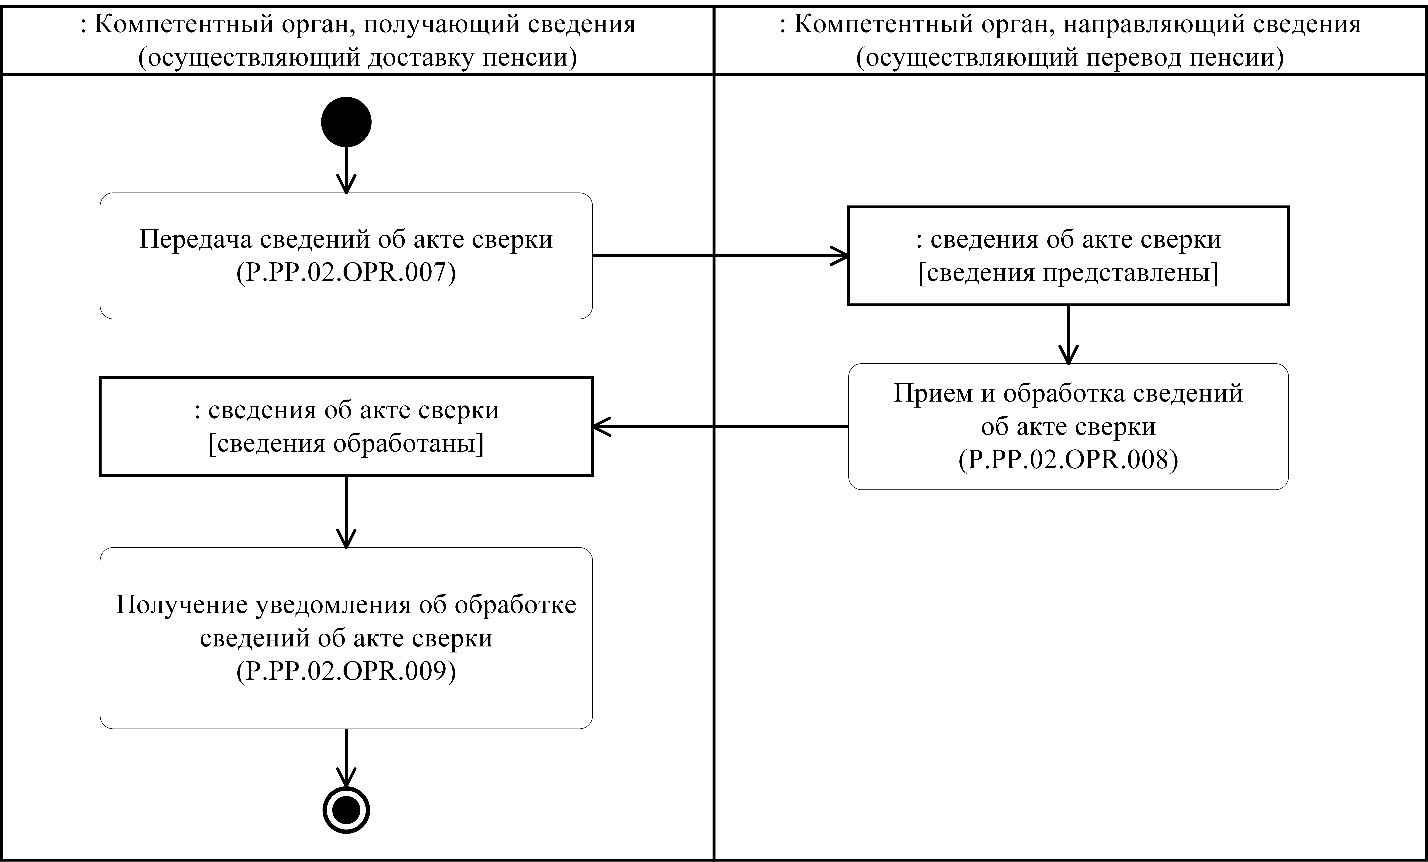 : Компетентный орган, получающий сведения
(осуществляющий доставку пенсии)
: Компетентный орган, направляющий сведения
(осуществляющий перевод пенсии)
Передача сведений об акте сверки
(P.PP.02.OPR.007)
: сведения об акте сверки
[сведения представлены]
Прием и обработка сведений
об акте сверки
(P.PP.02.OPR.008)
: сведения об акте сверки
[сведения обработаны]
Получение уведомления об обработке
сведений об акте сверки
(P.PP.02.OPR.009)